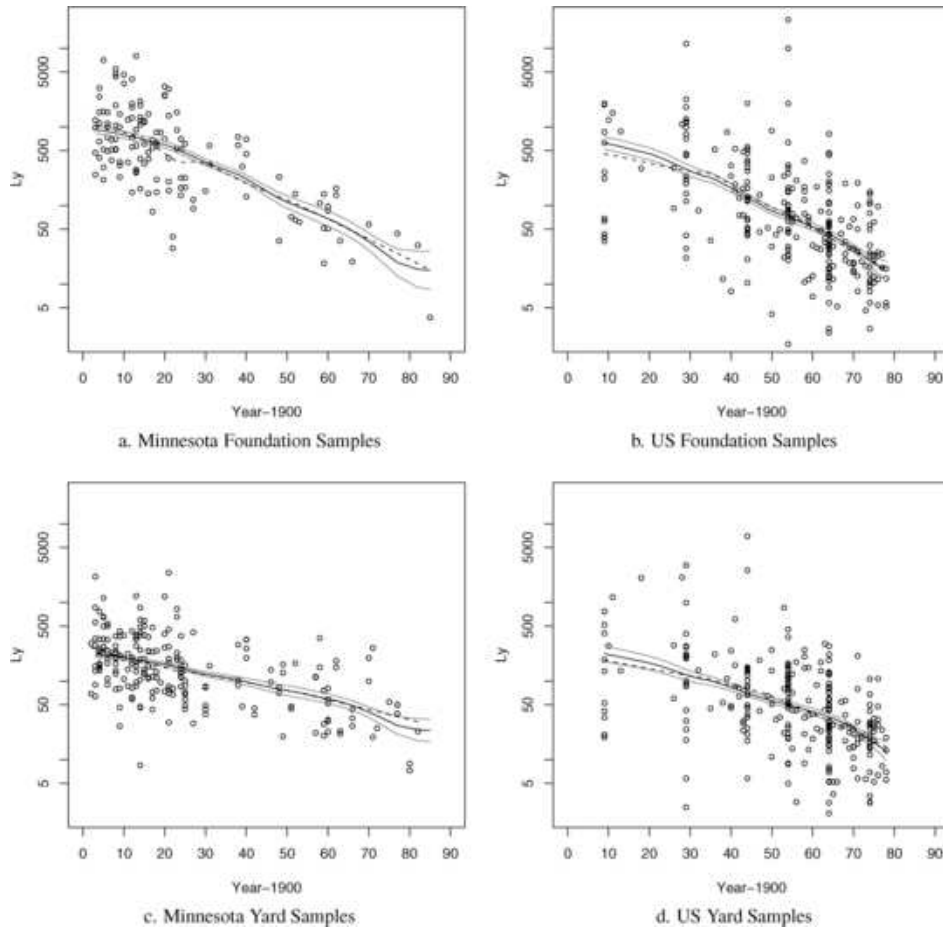 5000
500
50
5
Ly
0 10 20 30 40 50 60 70 80 90
Year−1900
a. Minnesota Foundation Samples
5000
500
50
5
Ly
0 10 20 30 40 50 60 70 80 90
Year−1900
b. US Foundation Samples
5000
500
50
5
Ly
0 10 20 30 40 50 60 70 80 90
Year−1900
c. Minnesota Yard Samples
5000
500
50
5
Ly
0 10 20 30 40 50 60 70 80 90
Year−1900
d. US Yard Samples